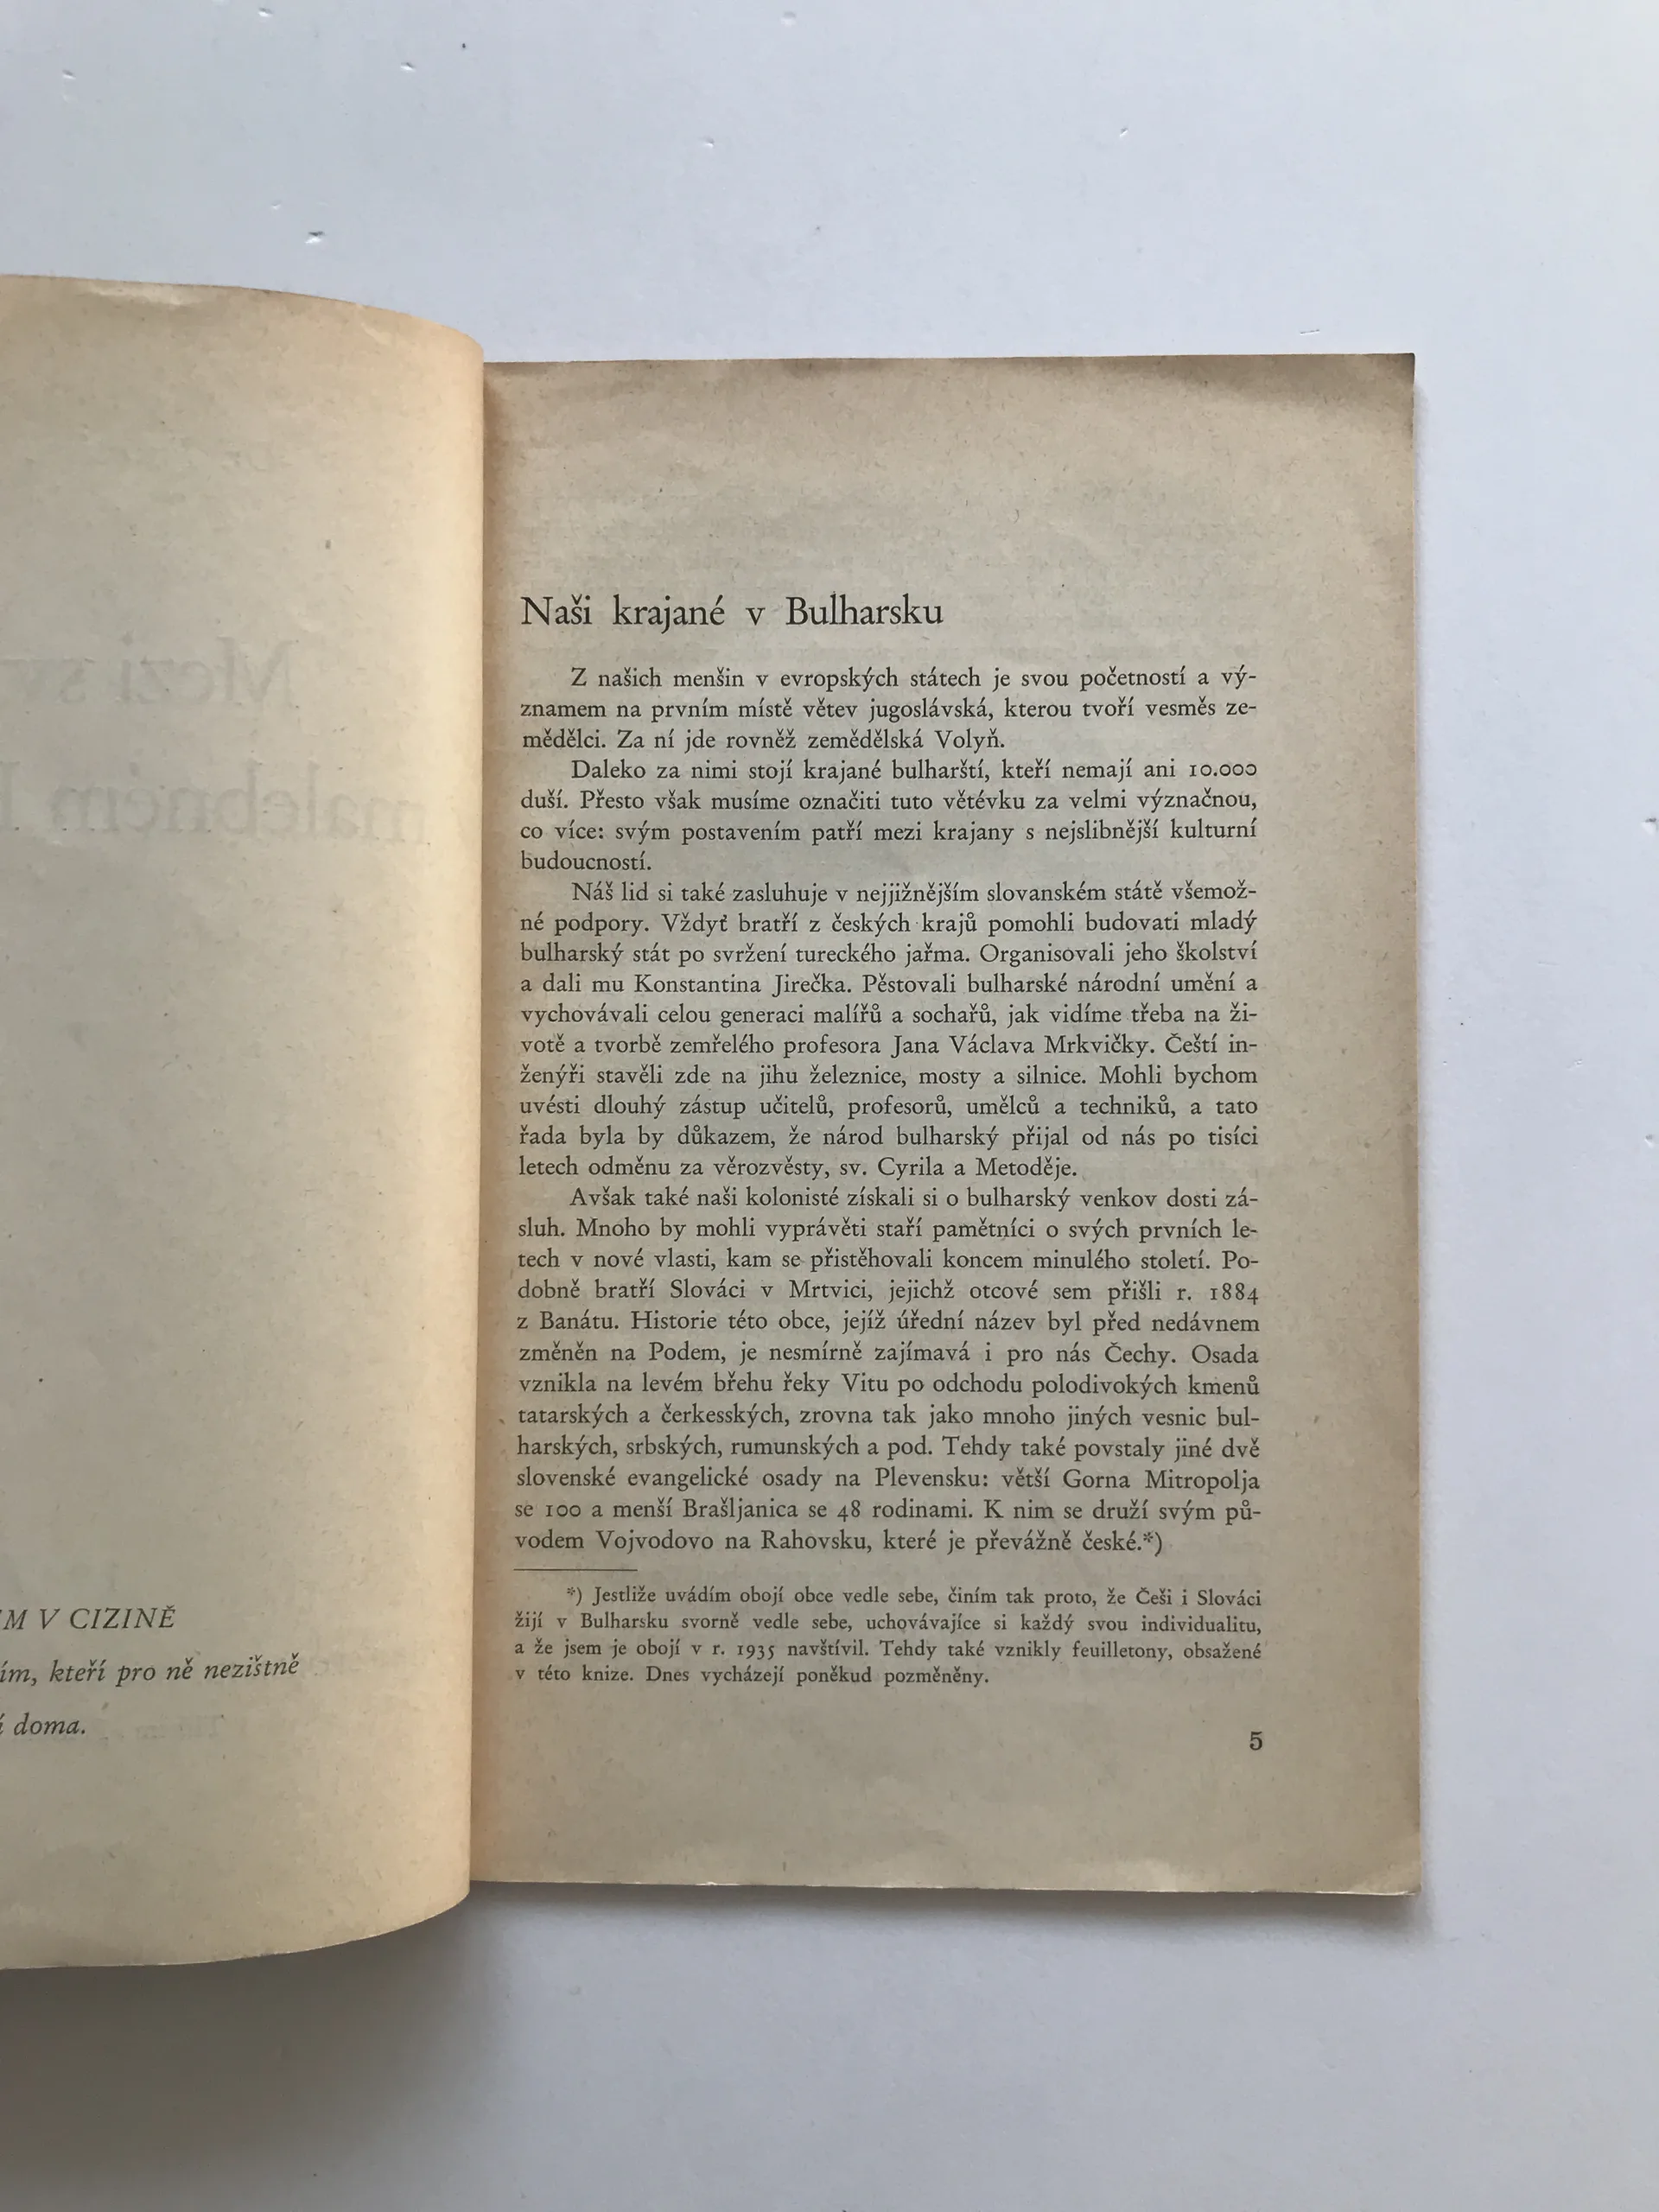 M V CIZINĚ
ím, kteří pro ně nezištně
doma.
Naši krajané v Bulharsku
Z našich menšin v evropských státech je svou početností a vý-
znamem na prvním místě větev jugoslávská, kterou tvoří vesměs ze-
mědělci. Za ní jde rovněž zemědělská Volyň.
Daleko za nimi stojí krajané bulharští, kteří nemají ani 10.000
duší. Přesto však musíme označiti tuto větévku za velmi význačnou,
co více: svým postavením patří mezi krajany s nejslibnější kulturní
budoucností.
Náš lid si také zasluhuje v nejjižnějším slovanském státě všemož-
né podpory. Vždyť bratří z českých krajů pomohli budovati mladý
bulharský stát po svržení tureckého jařma. Organisovali jeho školství
a dali mu Konstantina Jirečka. Pěstovali bulharské národní umění a
vychovávali celou generaci malířů a sochařů, jak vidíme třeba na ži-
votě a tvorbě zemřelého profesora Jana Václava Mrkvičky. Čeští in-
ženýři stavěli zde na jihu železnice, mosty a silnice. Mohli bychom
uvésti dlouhý zástup učitelů, profesorů, umělců a techniků, a tato
řada byla by důkazem, že národ bulharský přijal od nás po tisíci
letech odměnu za věrozvěsty, sv. Cyrila a Metoděje.
Avšak také naši kolonisté získali si o bulharský venkov dosti zá-
sluh. Mnoho by mohli vyprávěti staří pamětníci o svých prvních le-
tech v nové vlasti, kam se přistěhovali koncem minulého století. Po-
dobně bratří Slováci v Mrtvici, jejichž otcové sem přišli r. 1884
z Banátu. Historie této obce, jejíž úřední název byl před nedávnem
změněn na Podem, je nesmírně zajímavá i pro nás Čechy. Osada
vznikla na levém břehu řeky Vitu po odchodu polodivokých kmenů
tatarských a čerkesských, zrovna tak jako mnoho jiných vesnic bul-
harských, srbských, rumunských a pod. Tehdy také povstaly jiné dvě
slovenské evangelické osady na Plevensku: větší Gorna Mitropolja
se 100 a menší Brašljanica se 48 rodinami. K nim se druží svým pů-
vodem Vojvodovo na Rahovsku, které je převážně české.*)
*) Jestliže uvádím obojí obce vedle sebe, činím tak proto, že Češi i Slováci
žijí v Bulharsku svorně vedle sebe, uchovávajíce si každý svou individualitu,
a že jsem je obojí v r. 1935 navštívil. Tehdy také vznikly feuilletony, obsažené
v této knize. Dnes vycházejí poněkud pozměněny.
5